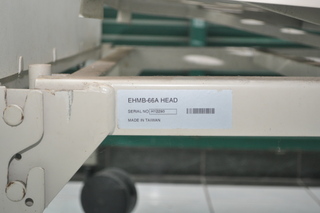 EHMB-66A HEAD
SERIAL NO
MADE IN TAIWAN